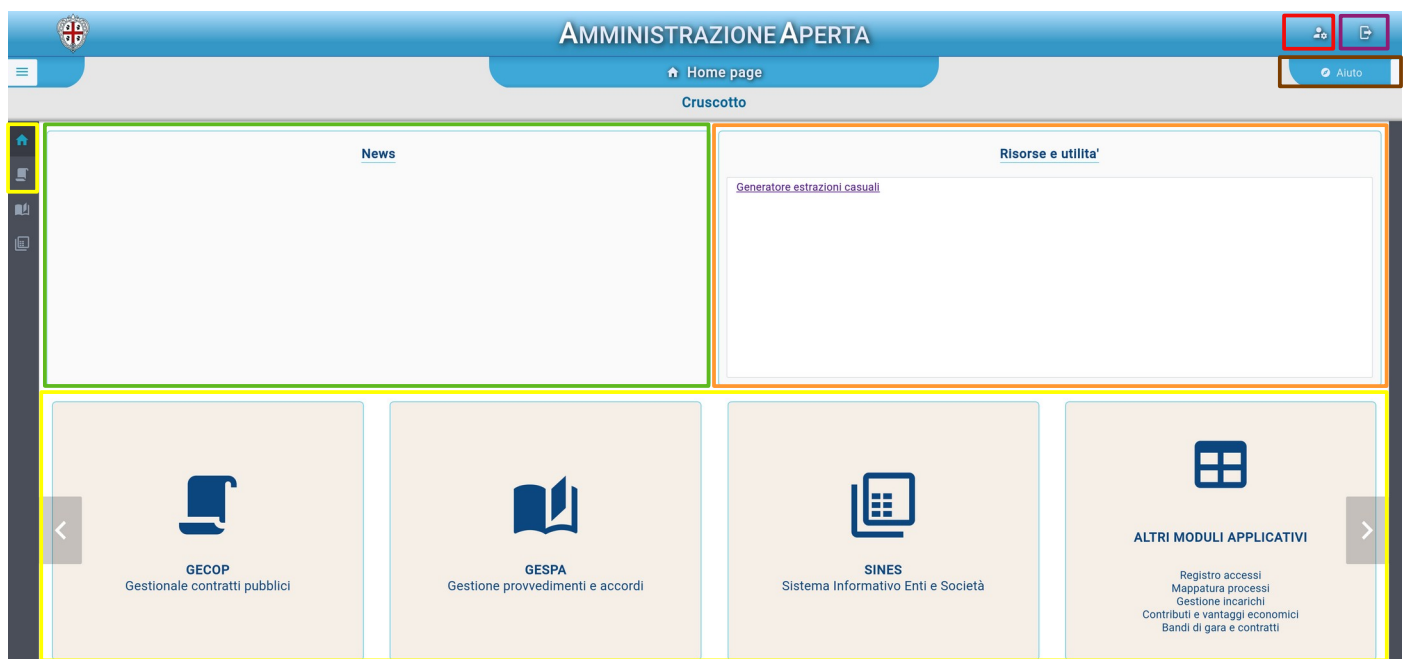 AMMINISTRAZIONE APERTA
Home page
Aiuto
Cruscotto
News
Risorse e utilita'
Generatore estrazioni casuali
GECOP
Gestionale contratti pubblici
GESPA
Gestione provvedimenti e accordi
SINES
Sistema Informativo Enti e Società
ALTRI MODULI APPLICATIVI
Registro accessi
Mappatura processi
Gestione incarichi
Contributi e vantaggi economici
Bandi di gara e contratti